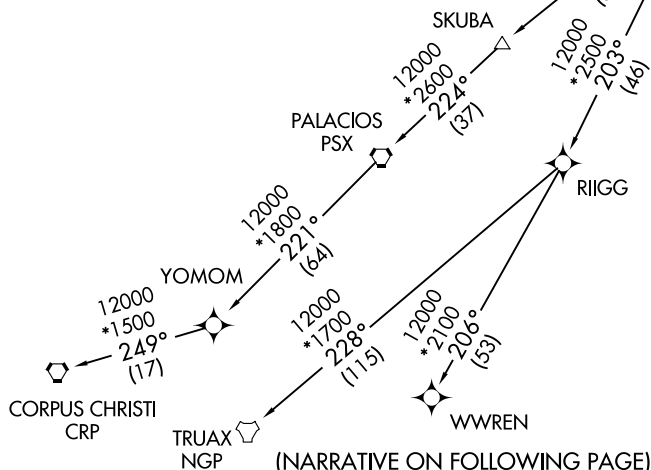 SKUBA
12000
*2600
224°
(37)
12000
*2500
203°
(46)
PALACIOS
PSX
RIIGG
12000
*1800
221°
(64)
YOMOM
12000
*1500
249°
(17)
12000
*1700
228°
(115)
12000
*2100
206°
(53)
CORPUS CHRISTI
CRP
WWREN
TRUAX
NGP
(NARRATIVE ON FOLLOWING PAGE)